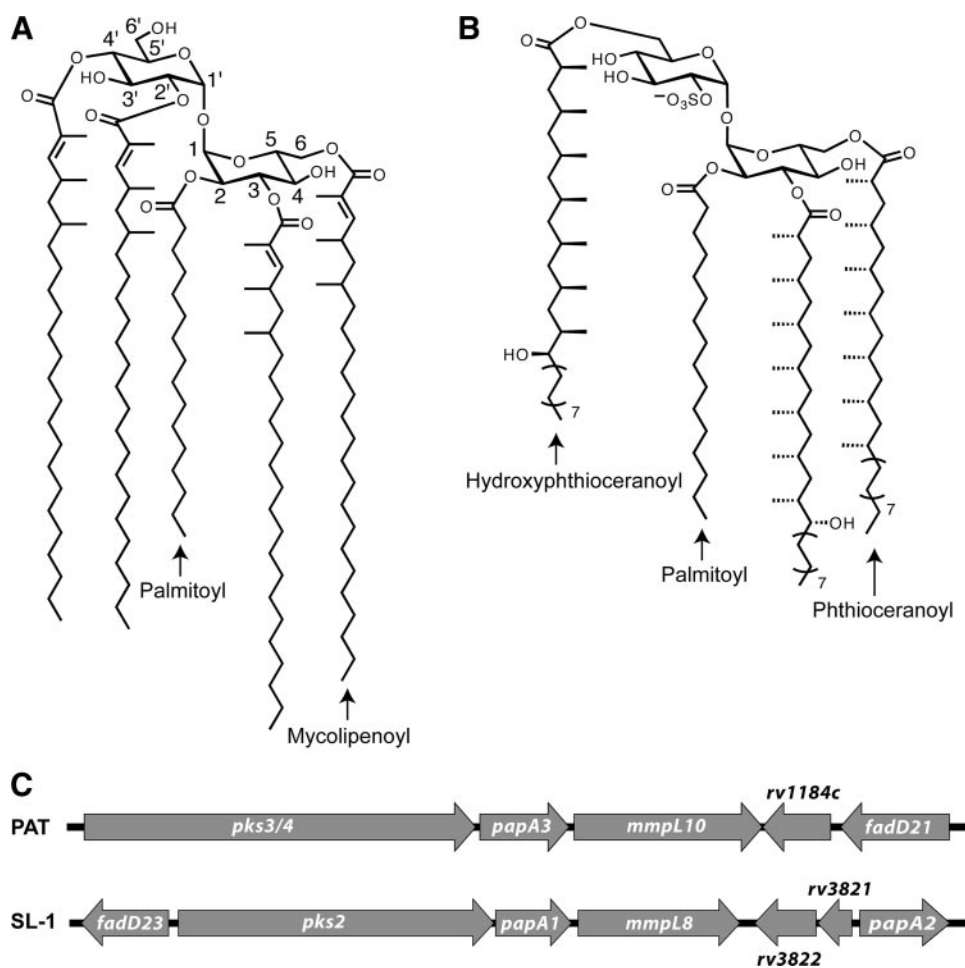 A
6'
OH
4'
5'
O
O
HO
1'
3'
2'
O
O
O
O
1
O
5
6
O
O
2
3
4
OH
O
O
O
O
Palmitoyl
Mycolipenoyl
B
O
O
O
HO
HO
−O3SO
O
O
O
O
OH
O
O
O
O
HO
7
Hydroxyphthioceranoyl
Palmitoyl
OH
7
7
Phthioceranoyl
C
rv1184c
PAT
pks3/4
papA3
mmpL10
fadD21
rv3821
SL-1
fadD23
pks2
papA1
mmpL8
papA2
rv3822